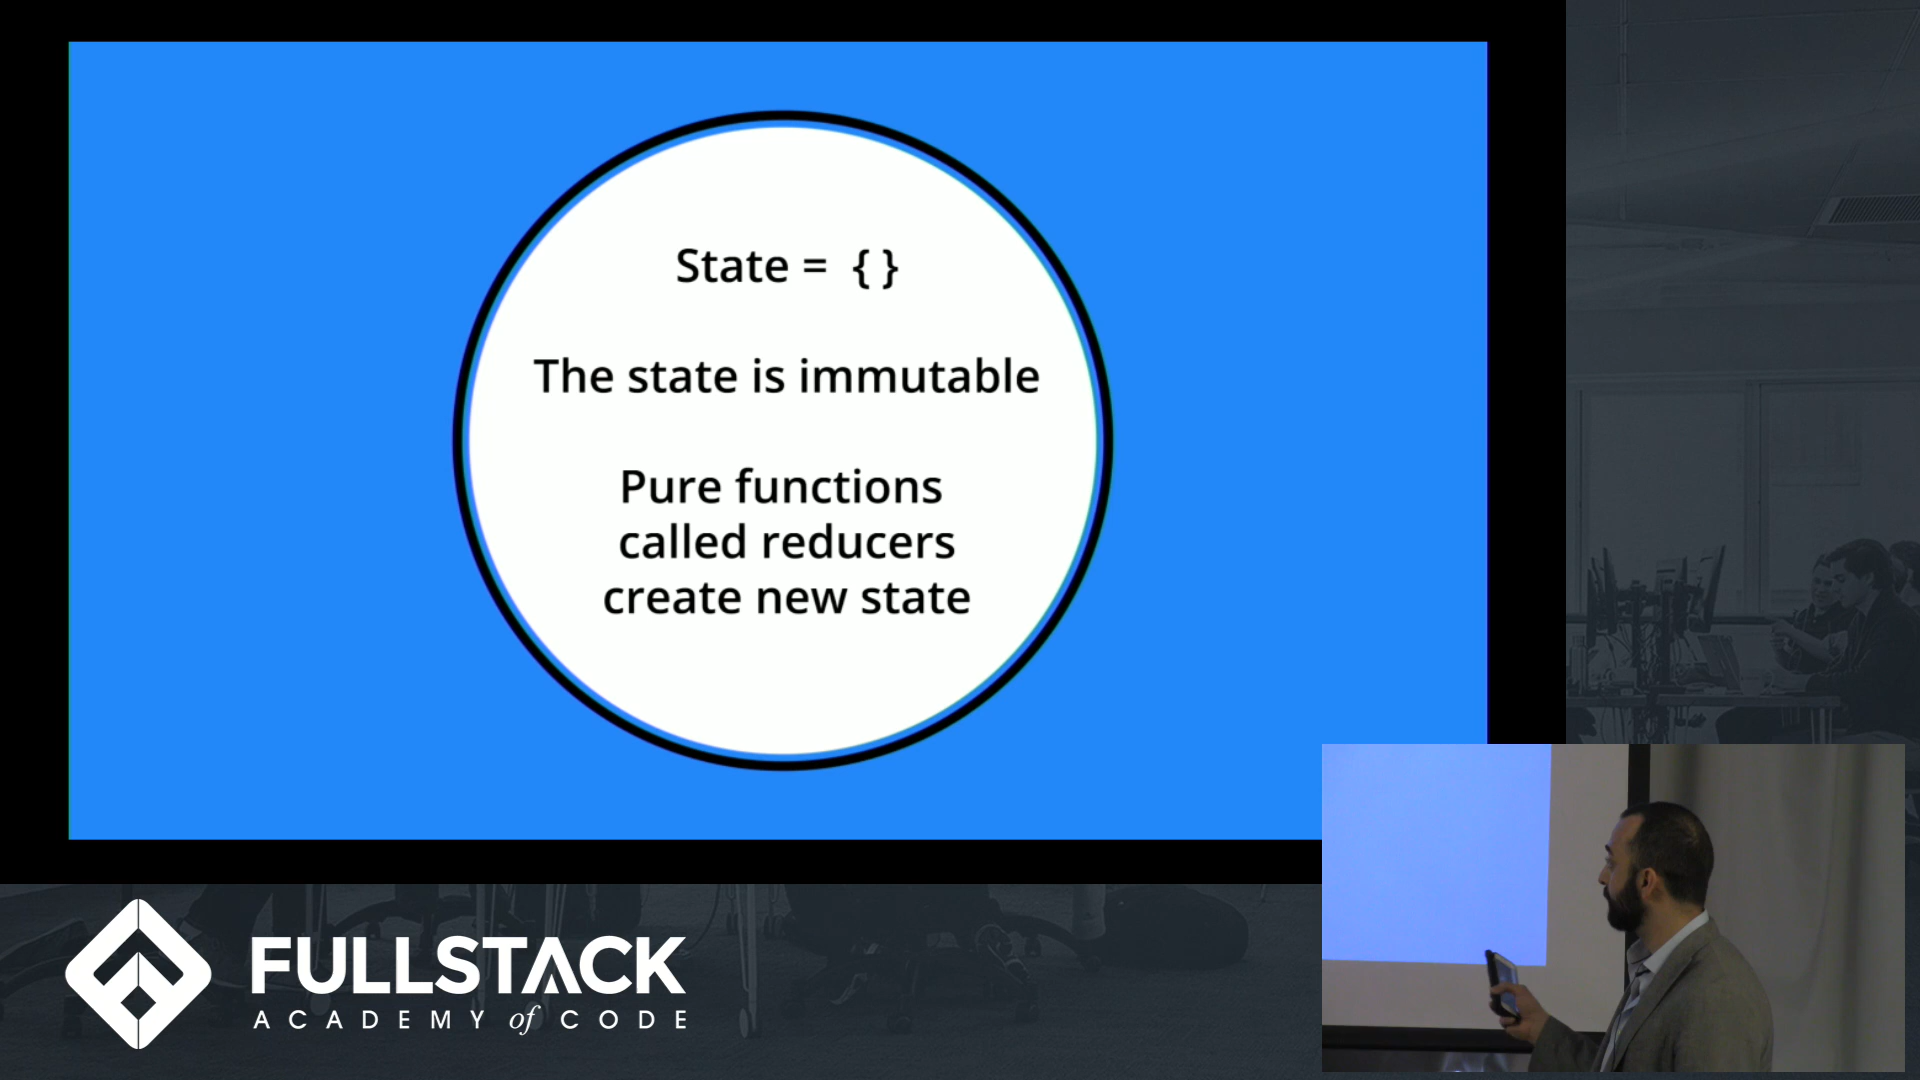 State = { }
The state is immutable
Pure functions
called reducers
create new state
FULLSTACK
ACADEMY of CODE